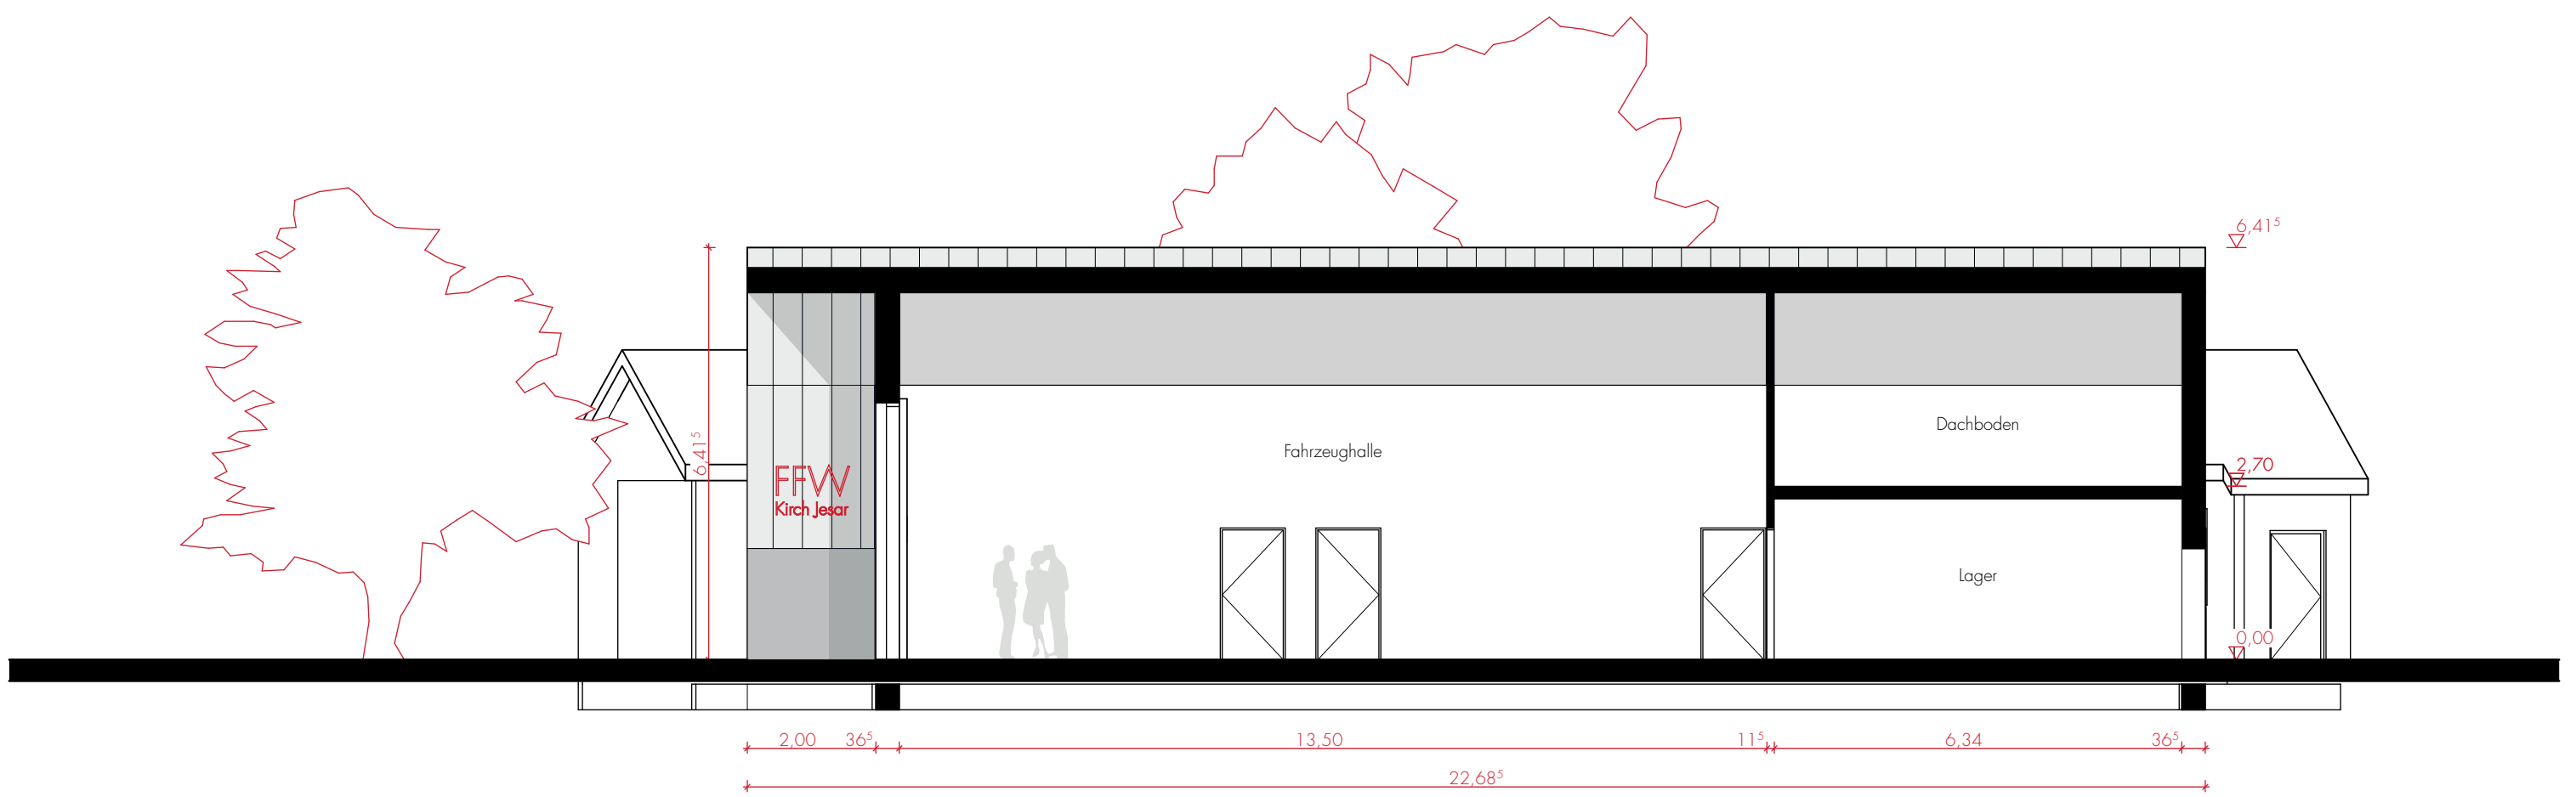 6,41⁵
6,41⁵
Dachboden
Fahrzeughalle
2,70
FFW
Kirch Jesar
Lager
0,00
2,00 36⁵ 13,50 11⁵ 6,34 36⁵
22,68⁵